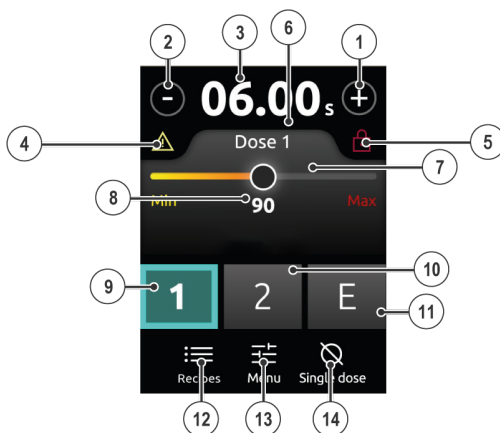 2 3 6 1
- 06.00s +
4 Dose 1 5
7
8 Min 90 Max
9 1 2 E 10
11
Recipes Menu Single dose
12 13 14